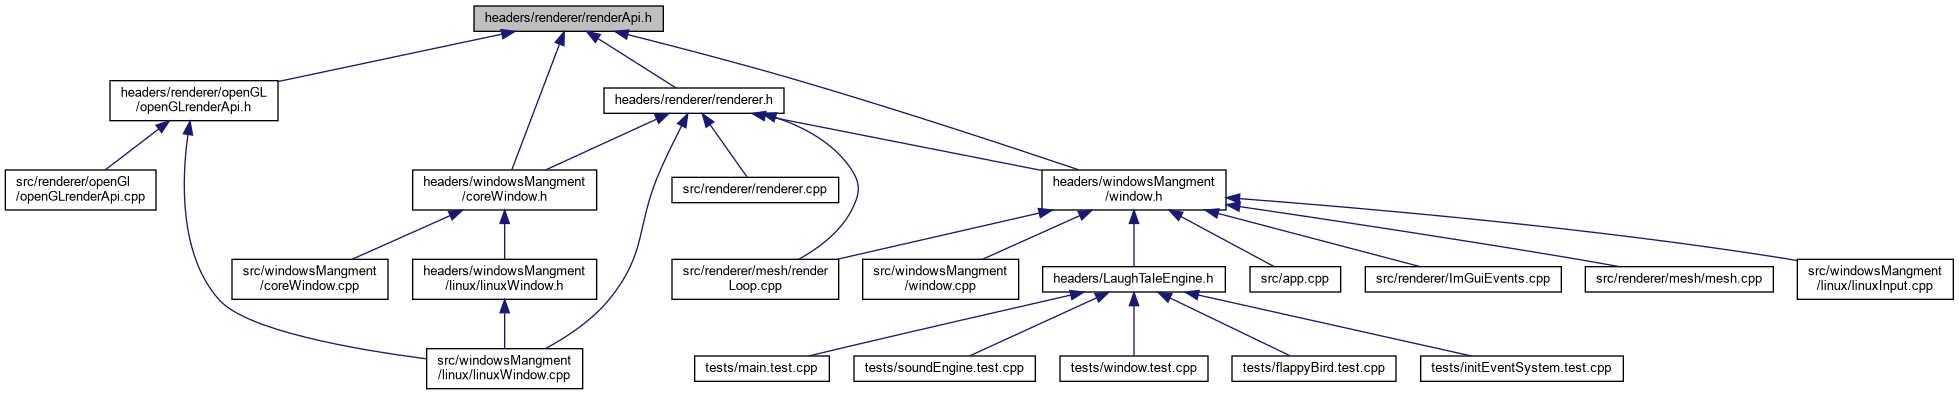 headers/renderer/renderApi.h
headers/renderer/openGL
/openGLrenderApi.h
headers/renderer/renderer.h
src/renderer/openGl
/openGLrenderApi.cpp
headers/windowsMangment
/coreWindow.h
src/renderer/renderer.cpp
headers/windowsMangment
/window.h
src/windowsMangment
/coreWindow.cpp
headers/windowsMangment
/linux/linuxWindow.h
src/renderer/mesh/render
Loop.cpp
src/windowsMangment
/window.cpp
headers/LaughTaleEngine.h
src/app.cpp
src/renderer/ImGuiEvents.cpp
src/renderer/mesh/mesh.cpp
src/windowsMangment
/linux/linuxInput.cpp
src/windowsMangment
/linux/linuxWindow.cpp
tests/main.test.cpp
tests/soundEngine.test.cpp
tests/window.test.cpp
tests/flappyBird.test.cpp
tests/initEventSystem.test.cpp